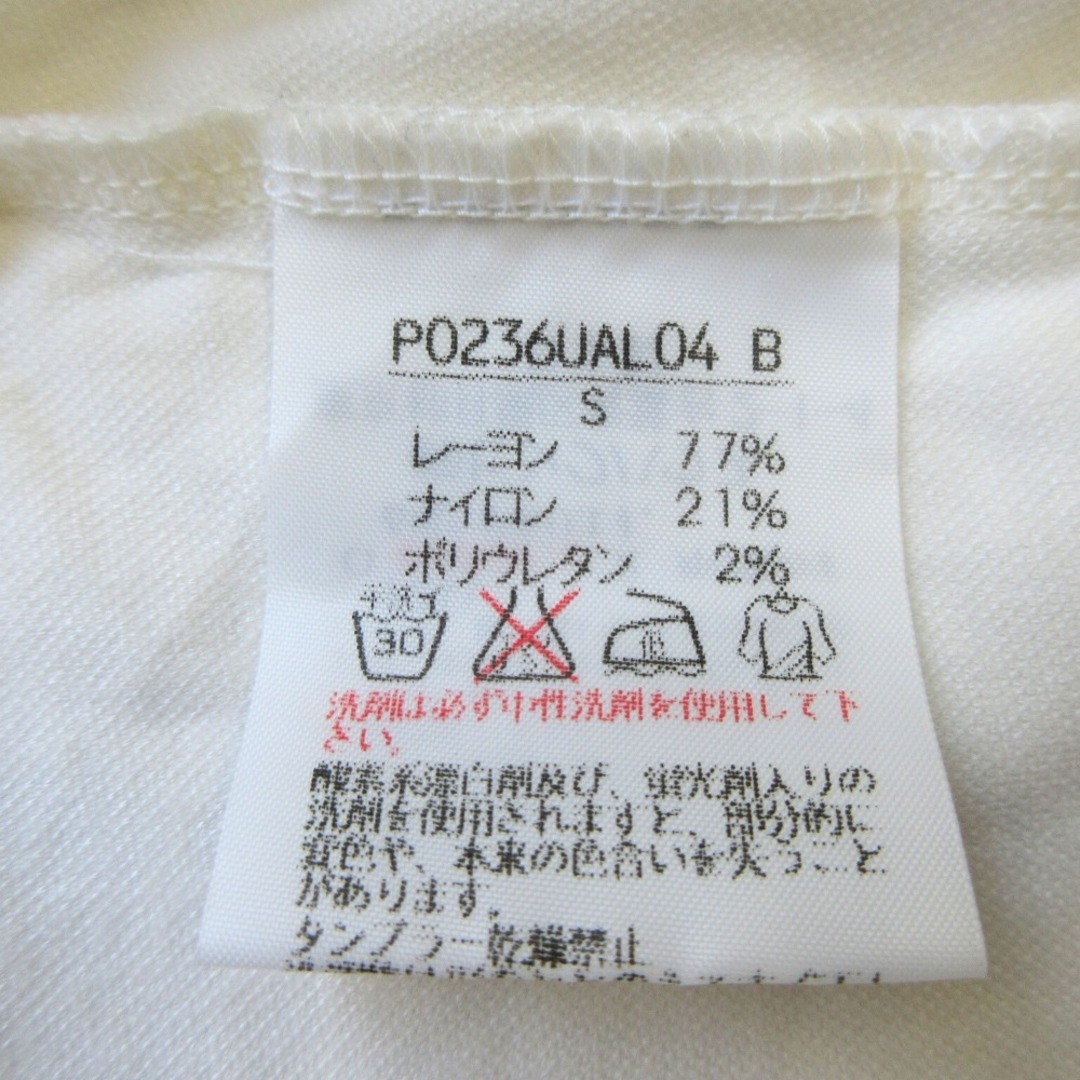 P0236UAL04 B
S
レーヨン 77%
ナイロン 21%
ポリウレタン 2%
手洗イ
30
洗剤は必ず中性洗剤を使用して下
さい。
酸素系漂白剤及び、蛍光剤入りの
洗剤を使用されますと、部分的に
変色や、本来の色合いを失うこと
があります。
タンブラー乾燥禁止